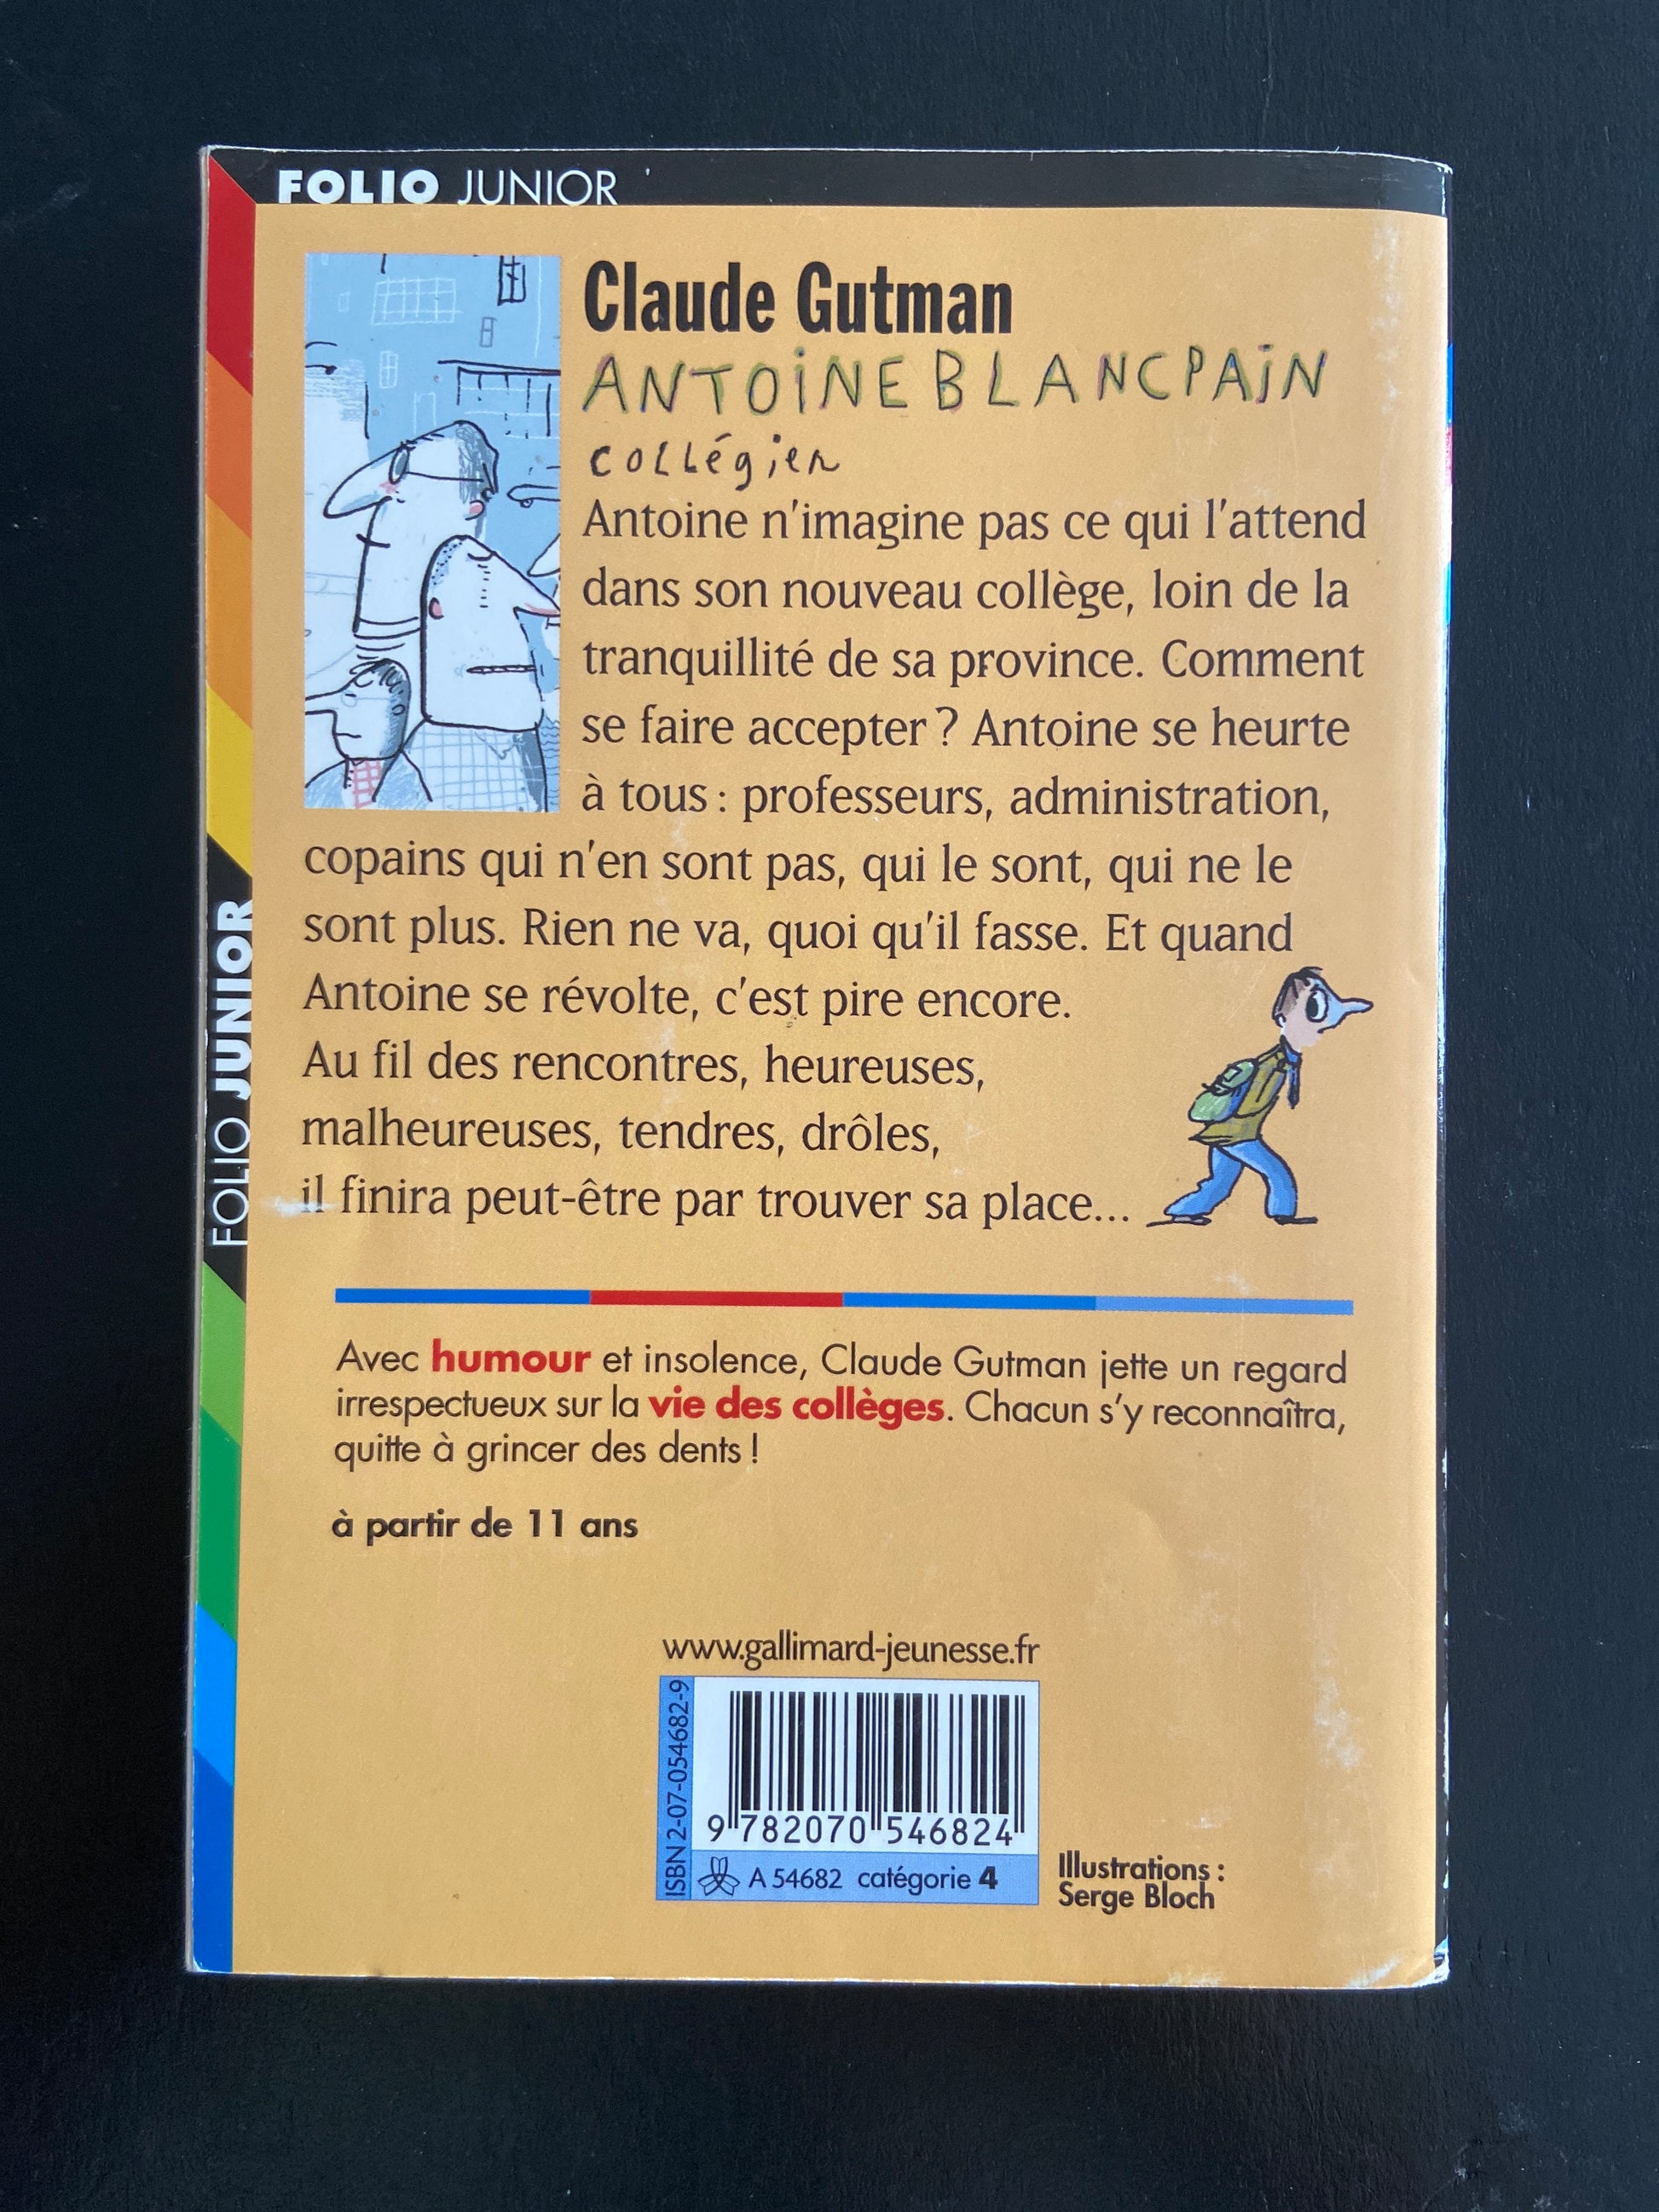 FOLIO JUNIOR
Claude Gutman
ANTOINE BLANCPAIN
collégien
Antoine n'imagine pas ce qui l'attend
dans son nouveau collège, loin de la
tranquillité de sa province. Comment
se faire accepter ? Antoine se heurte
à tous : professeurs, administration,
copains qui n'en sont pas, qui le sont, qui ne le
sont plus. Rien ne va, quoi qu'il fasse. Et quand
Antoine se révolte, c'est pire encore.
Au fil des rencontres, heureuses,
malheureuses, tendres, drôles,
il finira peut-être par trouver sa place...
FOLIO JUNIOR
Avec humour et insolence, Claude Gutman jette un regard
irrespectueux sur la vie des collèges. Chacun s'y reconnaîtra,
quitte à grincer des dents !
à partir de 11 ans
www.gallimard-jeunesse.fr
ISBN 2-07-054682-9
9 782070 546824
A 54682 catégorie 4
Illustrations :
Serge Bloch